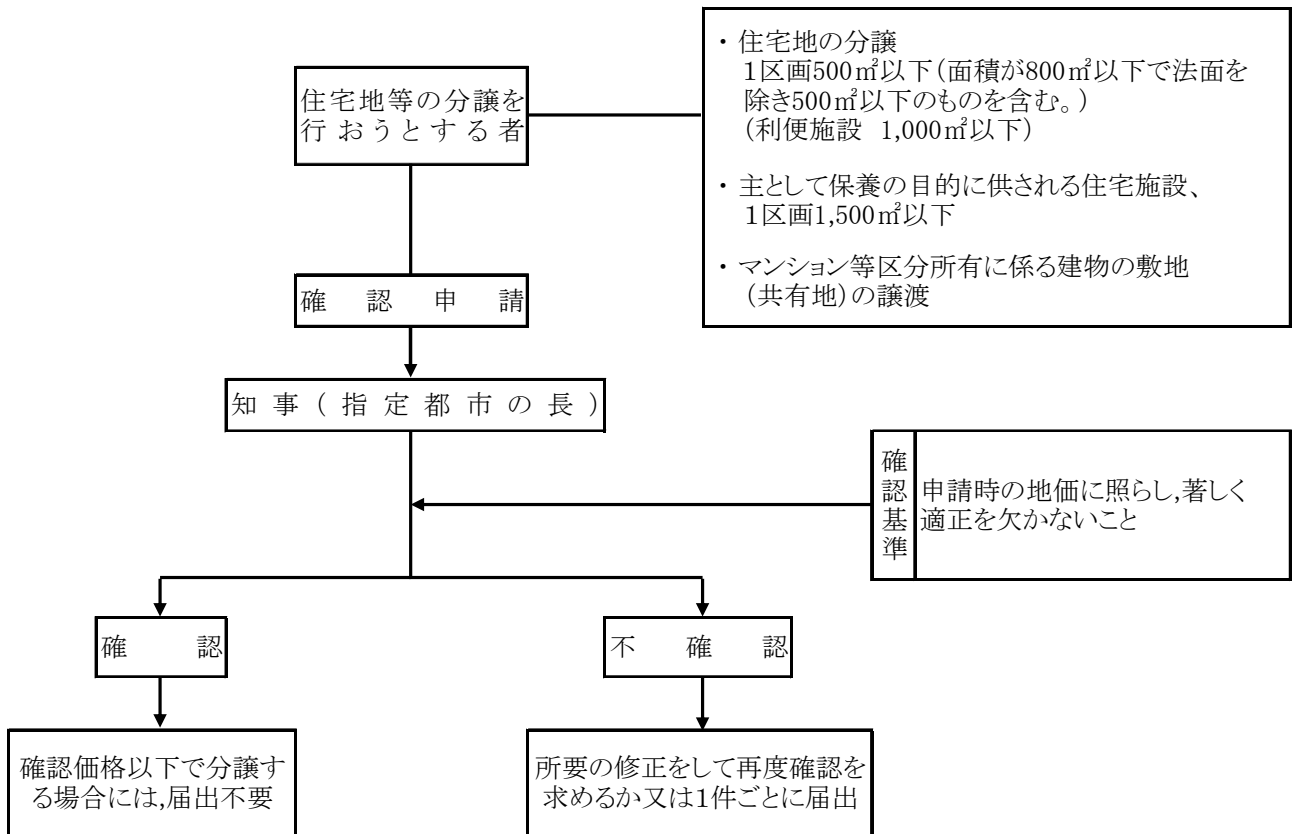 住宅地等の分譲を
行おうとする者
・住宅地の分譲
1区画500㎡以下(面積が800㎡以下で法面を
除き500㎡以下のものを含む。)
(利便施設 1,000㎡以下)
・主として保養の目的に供される住宅施設、
1区画1,500㎡以下
・マンション等区分所有に係る建物の敷地
(共有地)の譲渡
確認申請
知事(指定都市の長)
確認基準
申請時の地価に照らし,著しく
適正を欠かないこと
確認
不確認
確認価格以下で分譲す
る場合には,届出不要
所要の修正をして再度確認を
求めるか又は1件ごとに届出